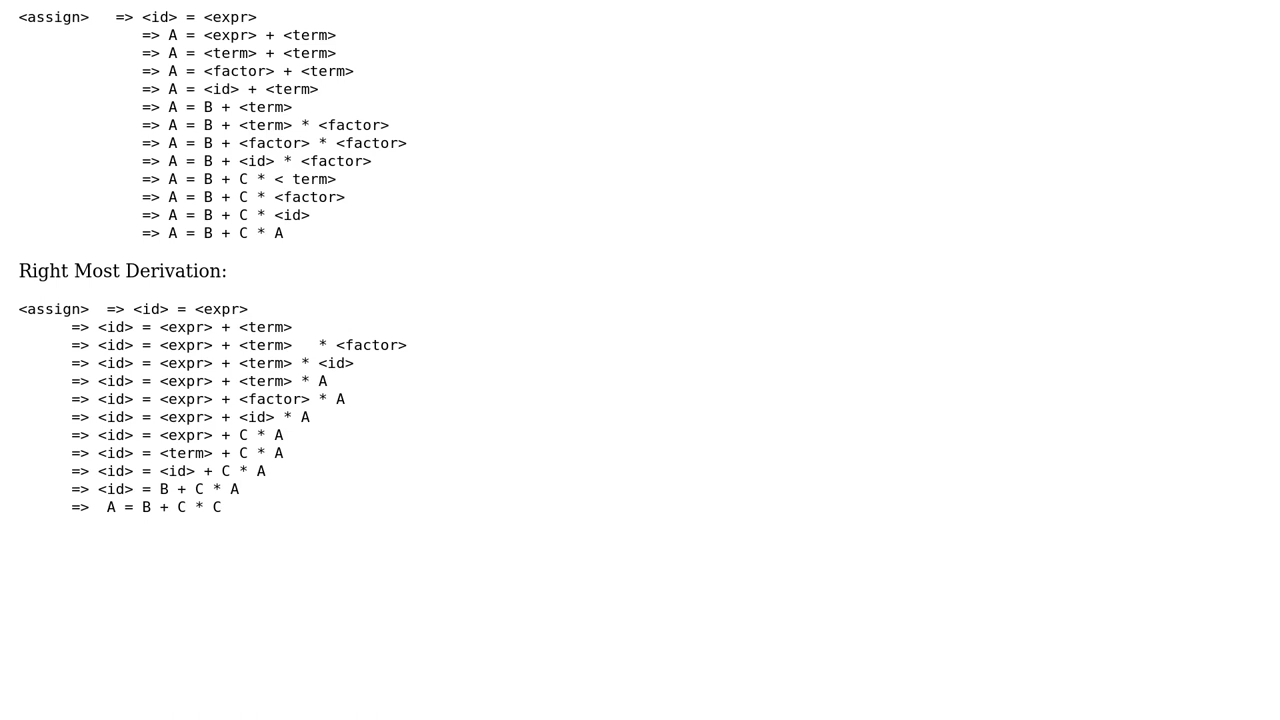 <assign>   => <id> = <expr>
              => A = <expr> + <term>
              => A = <term> + <term>
              => A = <factor> + <term>
              => A = <id> + <term>
              => A = B + <term>
              => A = B + <term> * <factor>
              => A = B + <factor> * <factor>
              => A = B + <id> * <factor>
              => A = B + C * < term>
              => A = B + C * <factor>
              => A = B + C * <id>
              => A = B + C * A
Right Most Derivation:
<assign>  => <id> = <expr>
      => <id> = <expr> + <term>
      => <id> = <expr> + <term>   * <factor>
      => <id> = <expr> + <term> * <id>
      => <id> = <expr> + <term> * A
      => <id> = <expr> + <factor> * A
      => <id> = <expr> + <id> * A
      => <id> = <expr> + C * A
      => <id> = <term> + C * A
      => <id> = <id> + C * A
      => <id> = B + C * A
      =>  A = B + C * C